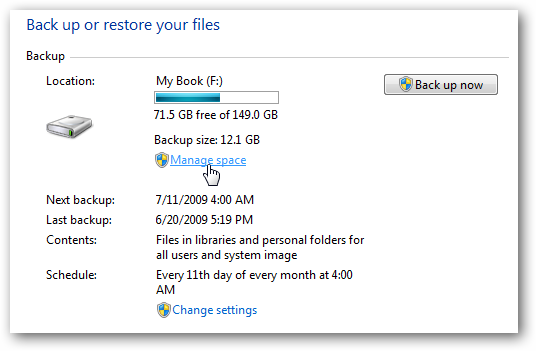 Back up or restore your files
Backup
Location: My Book (F:) Back up now
71.5 GB free of 149.0 GB
Backup size: 12.1 GB
Manage space
Next backup: 7/11/2009 4:00 AM
Last backup: 6/20/2009 5:19 PM
Contents: Files in libraries and personal folders for
all users and system image
Schedule: Every 11th day of every month at 4:00
AM
Change settings